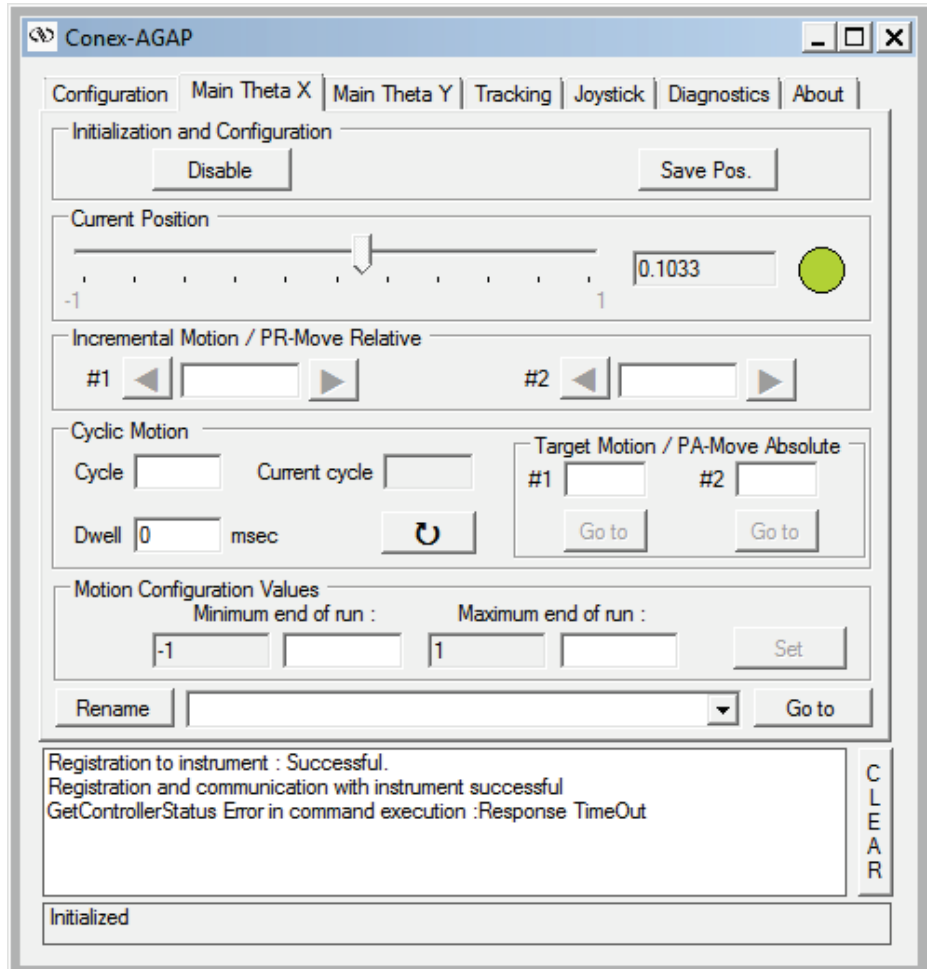 Conex-AGAP
Configuration Main Theta X Main Theta Y Tracking Joystick Diagnostics About
Initialization and Configuration
Disable Save Pos.
Current Position
0.1033
-1 1
Incremental Motion / PR-Move Relative
#1 #2
Cyclic Motion
Cycle Current cycle
Dwell 0 msec
Target Motion / PA-Move Absolute
#1 #2
Go to Go to
Motion Configuration Values
Minimum end of run : Maximum end of run :
-1 1 Set
Rename Go to
Registration to instrument : Successful.
Registration and communication with instrument successful
GetControllerStatus Error in command execution :Response TimeOut
CLEAR
Initialized